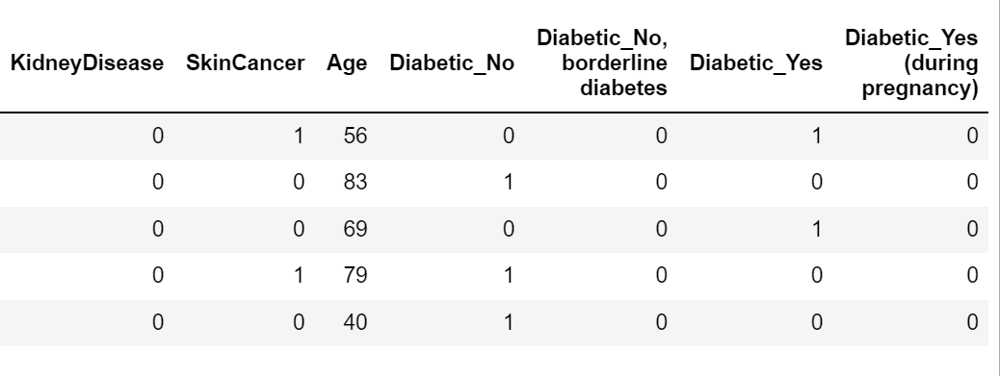 KidneyDisease SkinCancer Age Diabetic_No Diabetic_No, borderline diabetes Diabetic_Yes Diabetic_Yes (during pregnancy)
0 1 56 0 0 1 0
0 0 83 1 0 0 0
0 0 69 0 0 1 0
0 1 79 1 0 0 0
0 0 40 1 0 0 0